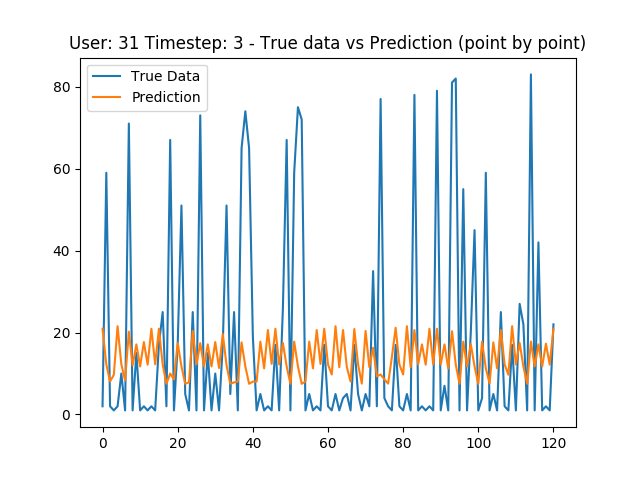 User: 31 Timestep: 3 - True data vs Prediction (point by point)
True Data
Prediction
80
60
40
20
0
0 20 40 60 80 100 120